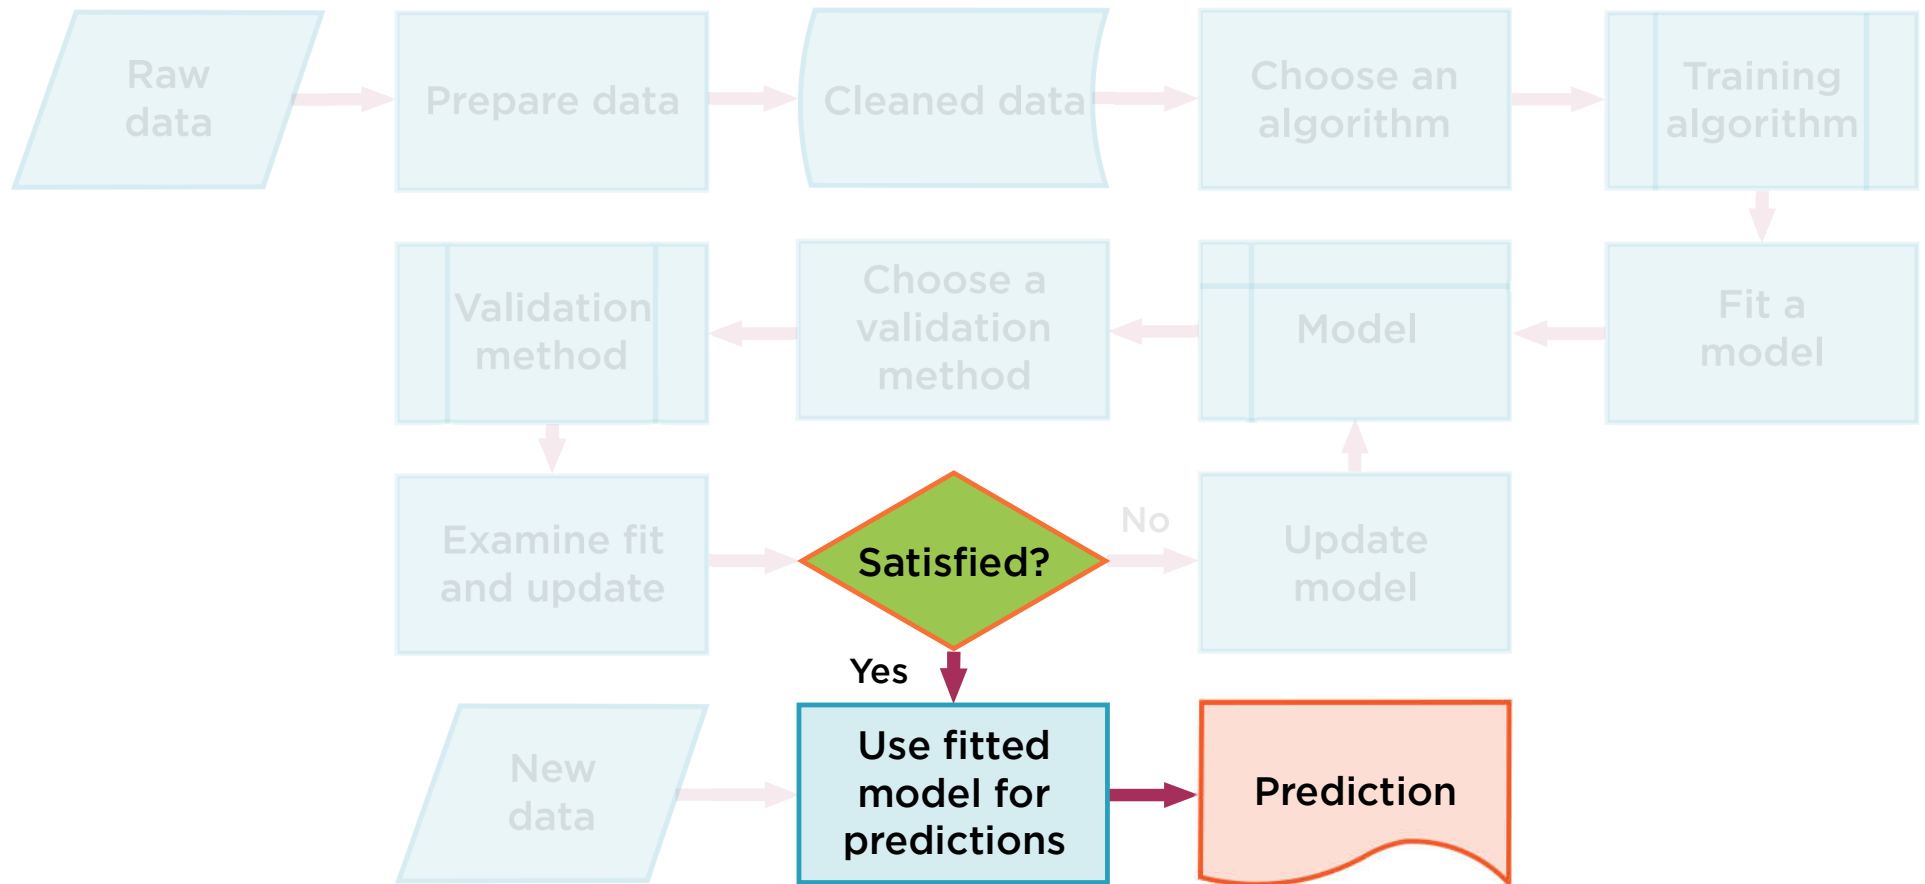 Raw
data
Prepare data
Cleaned data
Choose an
algorithm
Training
algorithm
Validation
method
Choose a
validation
method
Model
Fit a
model
Examine fit
and update
Satisfied?
No
Update
model
Yes
New
data
Use fitted
model for
predictions
Prediction